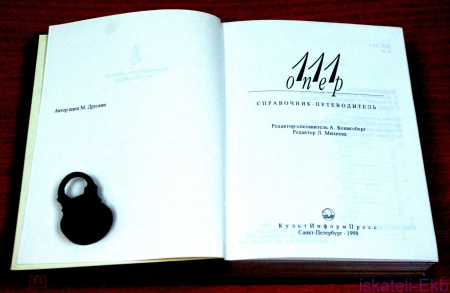 Автор идеи М. Друскин
111
опер
СПРАВОЧНИК-ПУТЕВОДИТЕЛЬ
Редактор-составитель А. Кенигсберг
Редактор Л. Михеева
КультИнформПресс
Санкт-Петербург · 1998
iskateli-Ekb